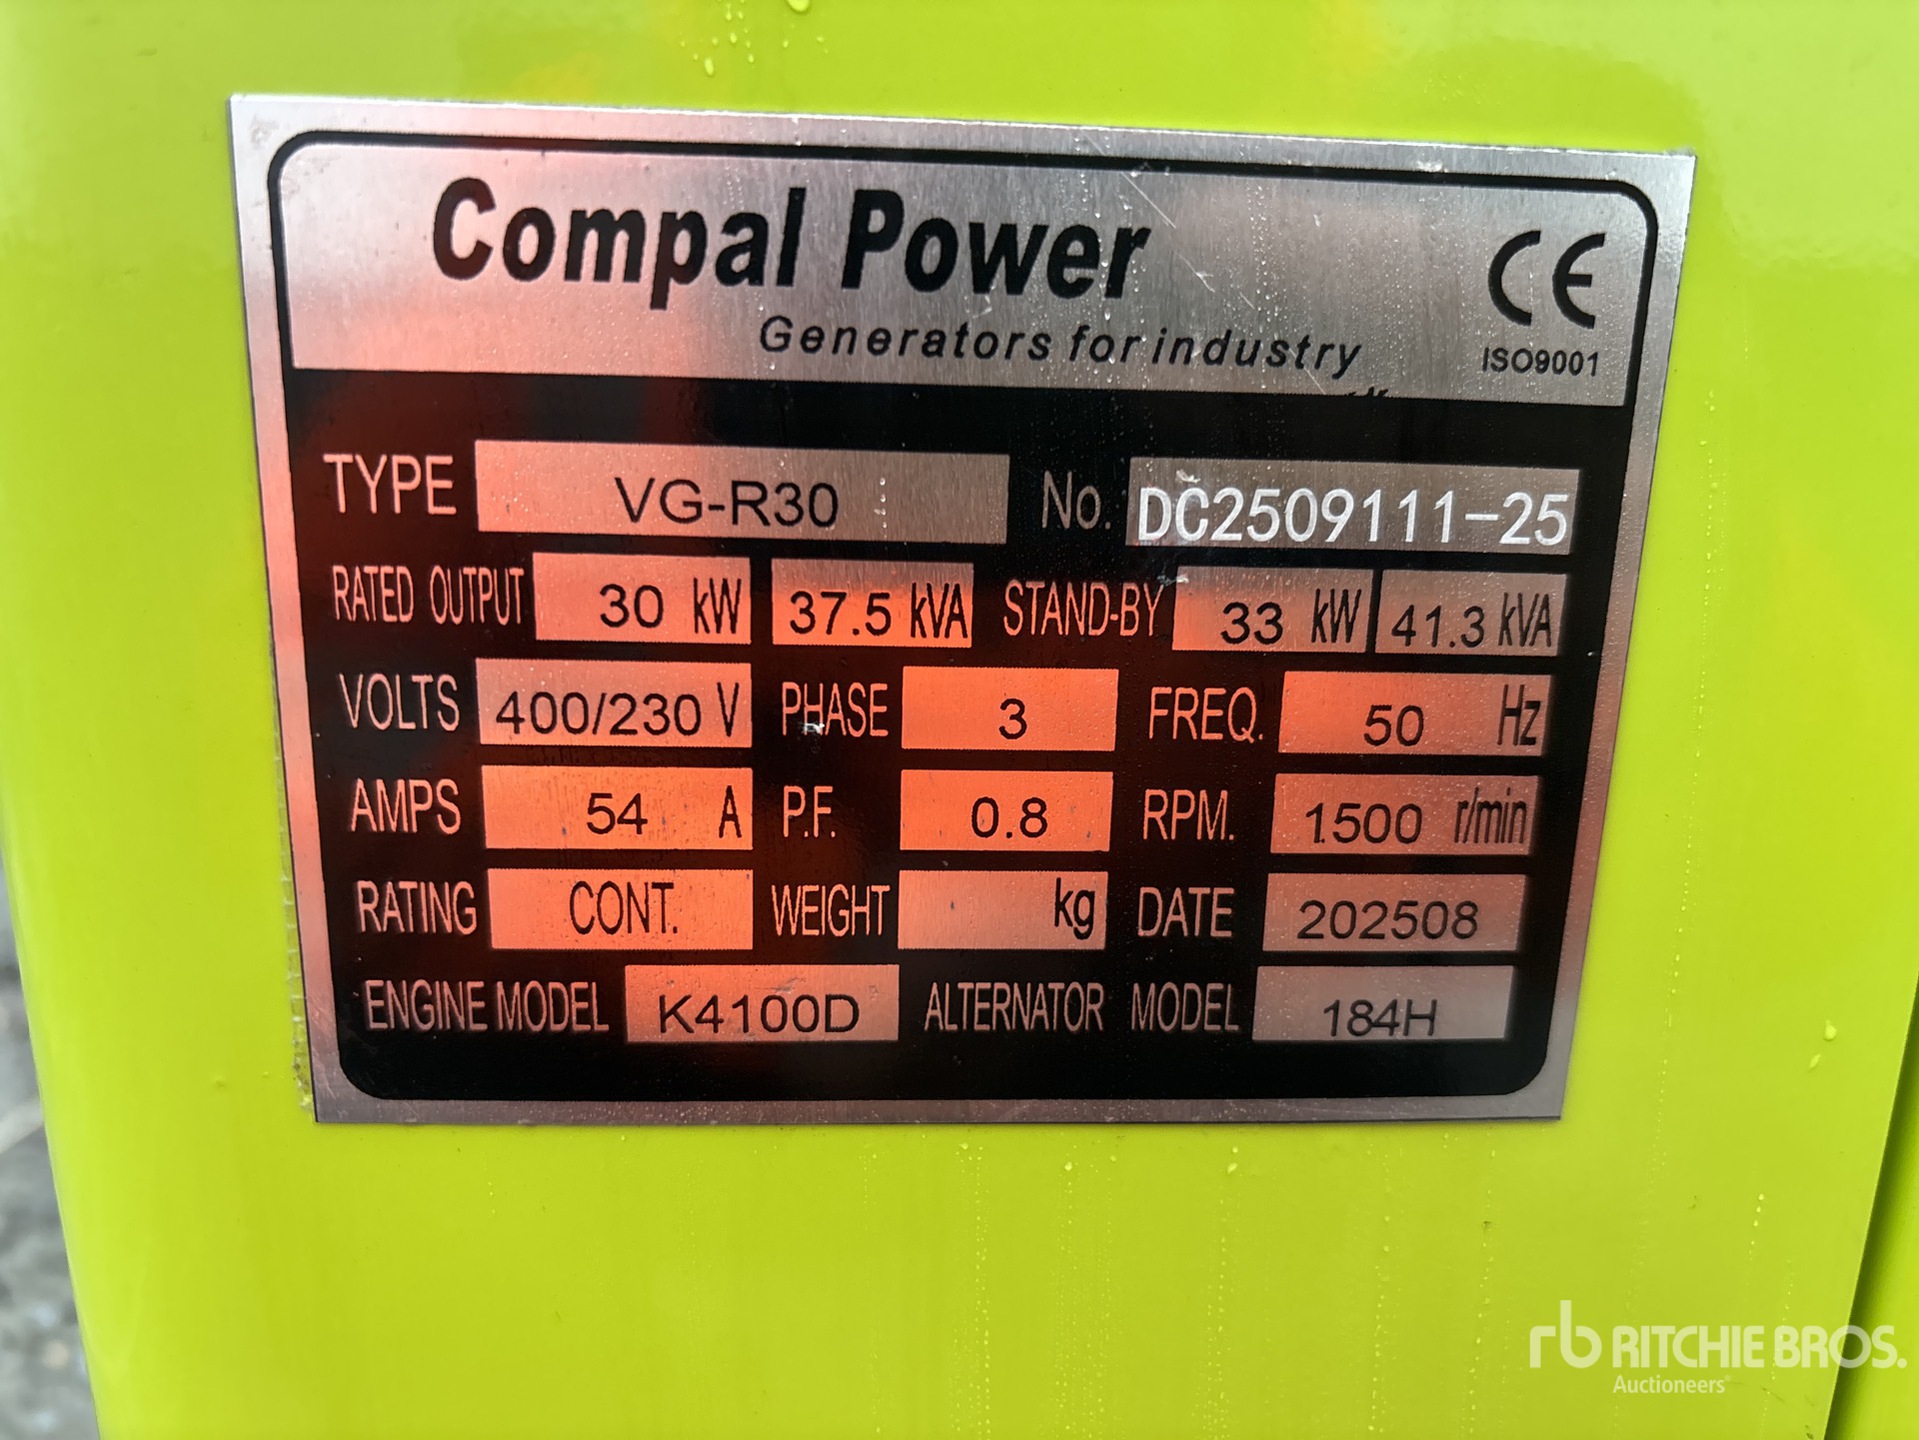 Compal Power
Generators for industry
CE
ISO9001
TYPE VG-R30 No. DC2509111-25
RATED OUTPUT 30 kW 37.5 kVA STAND-BY 33 kW 41.3 kVA
VOLTS 400/230 V PHASE 3 FREQ. 50 Hz
AMPS 54 A P.F. 0.8 RPM. 1500 r/min
RATING CONT. WEIGHT kg DATE 202508
ENGINE MODEL K4100D ALTERNATOR MODEL 184H
rb RITCHIE BROS.
Auctioneers